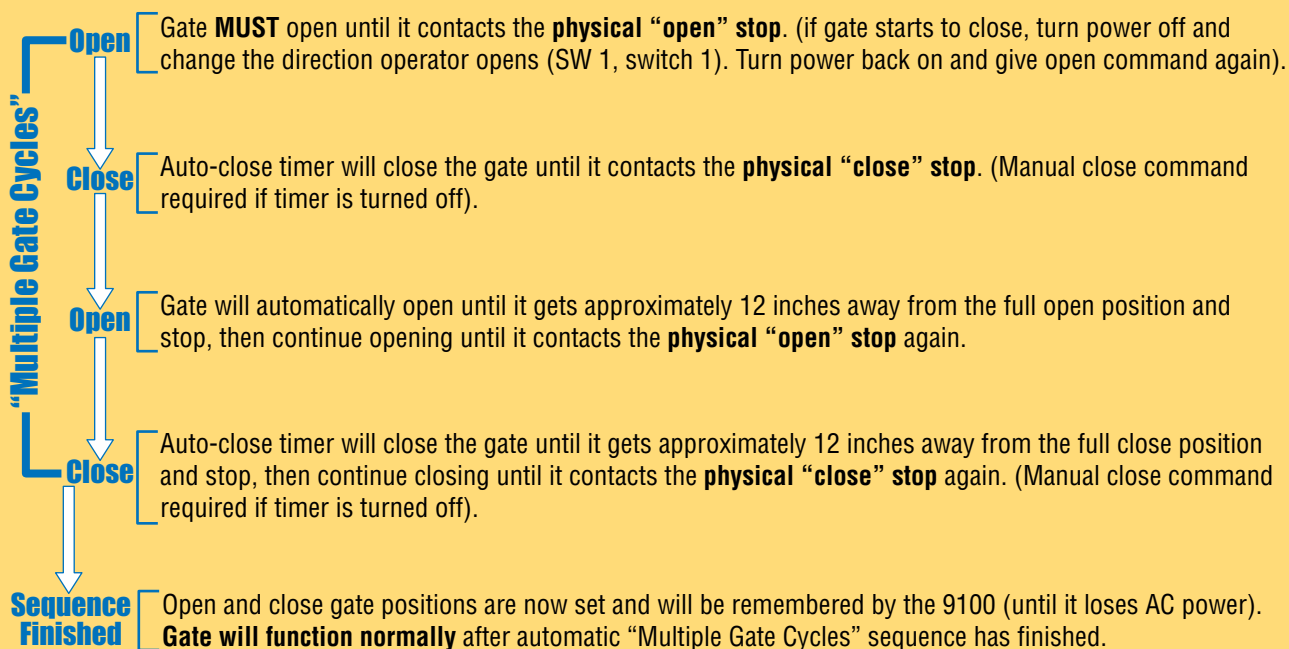 “Multiple Gate Cycles”
Open
Gate MUST open until it contacts the physical “open” stop. (if gate starts to close, turn power off and
change the direction operator opens (SW 1, switch 1). Turn power back on and give open command again).
Close
Auto-close timer will close the gate until it contacts the physical “close” stop. (Manual close command
required if timer is turned off).
Open
Gate will automatically open until it gets approximately 12 inches away from the full open position and
stop, then continue opening until it contacts the physical “open” stop again.
Close
Auto-close timer will close the gate until it gets approximately 12 inches away from the full close position
and stop, then continue closing until it contacts the physical “close” stop again. (Manual close command
required if timer is turned off).
Sequence
Finished
Open and close gate positions are now set and will be remembered by the 9100 (until it loses AC power).
Gate will function normally after automatic “Multiple Gate Cycles” sequence has finished.